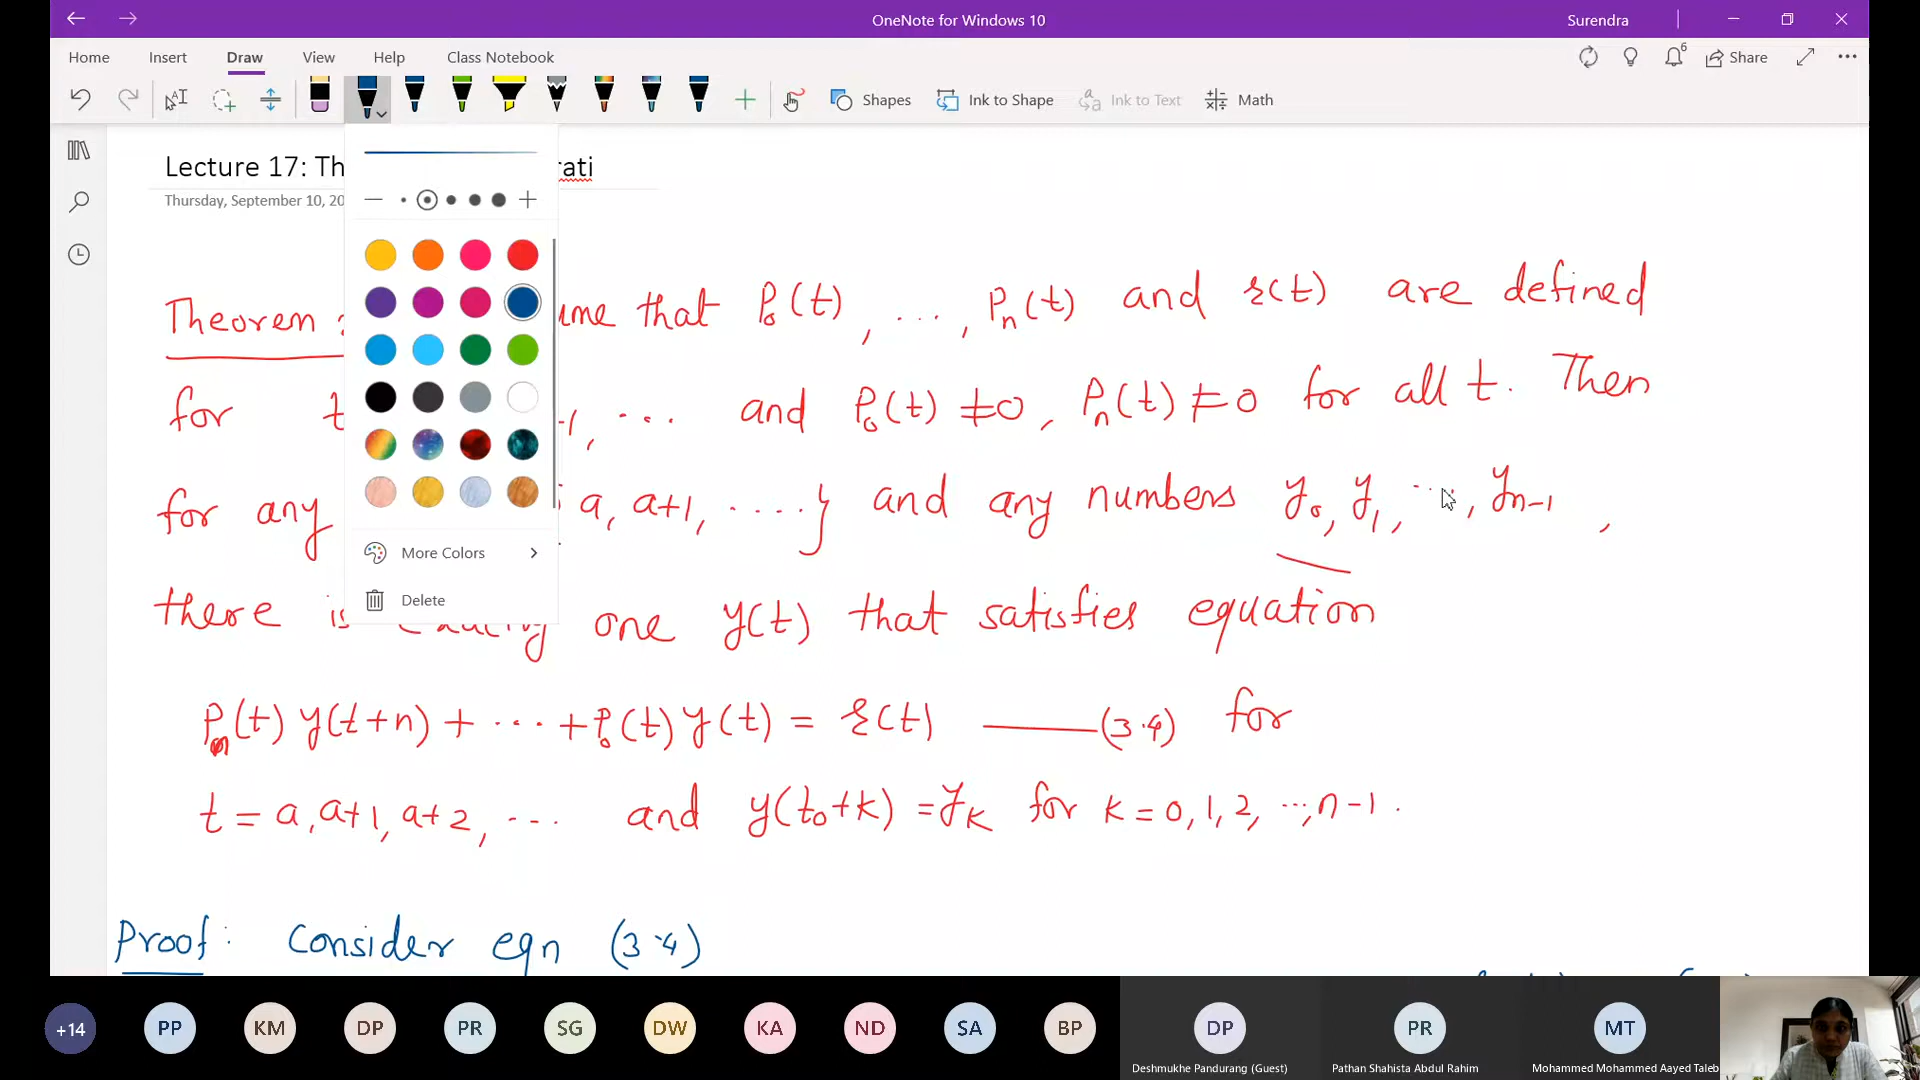 OneNote for Windows 10
Surendra
Home Insert Draw View Help Class Notebook
6
Share
Shapes
Ink to Shape
Ink to Text
Math
Lecture 17: Th
rati
Thursday, September 10, 20
More Colors
Delete
Theorem ume that P₀(t), ..., Pₙ(t) and r(t) are defined
for t -1, ... and P₀(t) ≠0, Pₙ(t) ≠ 0 for all t. Then
for any a, a+1, ....} and any numbers y₀, y₁, ..., yₙ₋₁,
there is exactly one y(t) that satisfies equation
Pₙ(t) y(t+n) + ... + P₀(t) y(t) = r(t) ——— (3.4) for
t = a, a+1, a+2, ... and y(t₀+k) = yₖ for k = 0, 1, 2, ..., n-1.
Proof: Consider eqn (3.4)
+14 PP KM DP PR SG DW KA ND SA BP DP PR MT
Deshmukhe Pandurang (Guest)
Pathan Shahista Abdul Rahim
Mohammed Mohammed Aayed Taleb